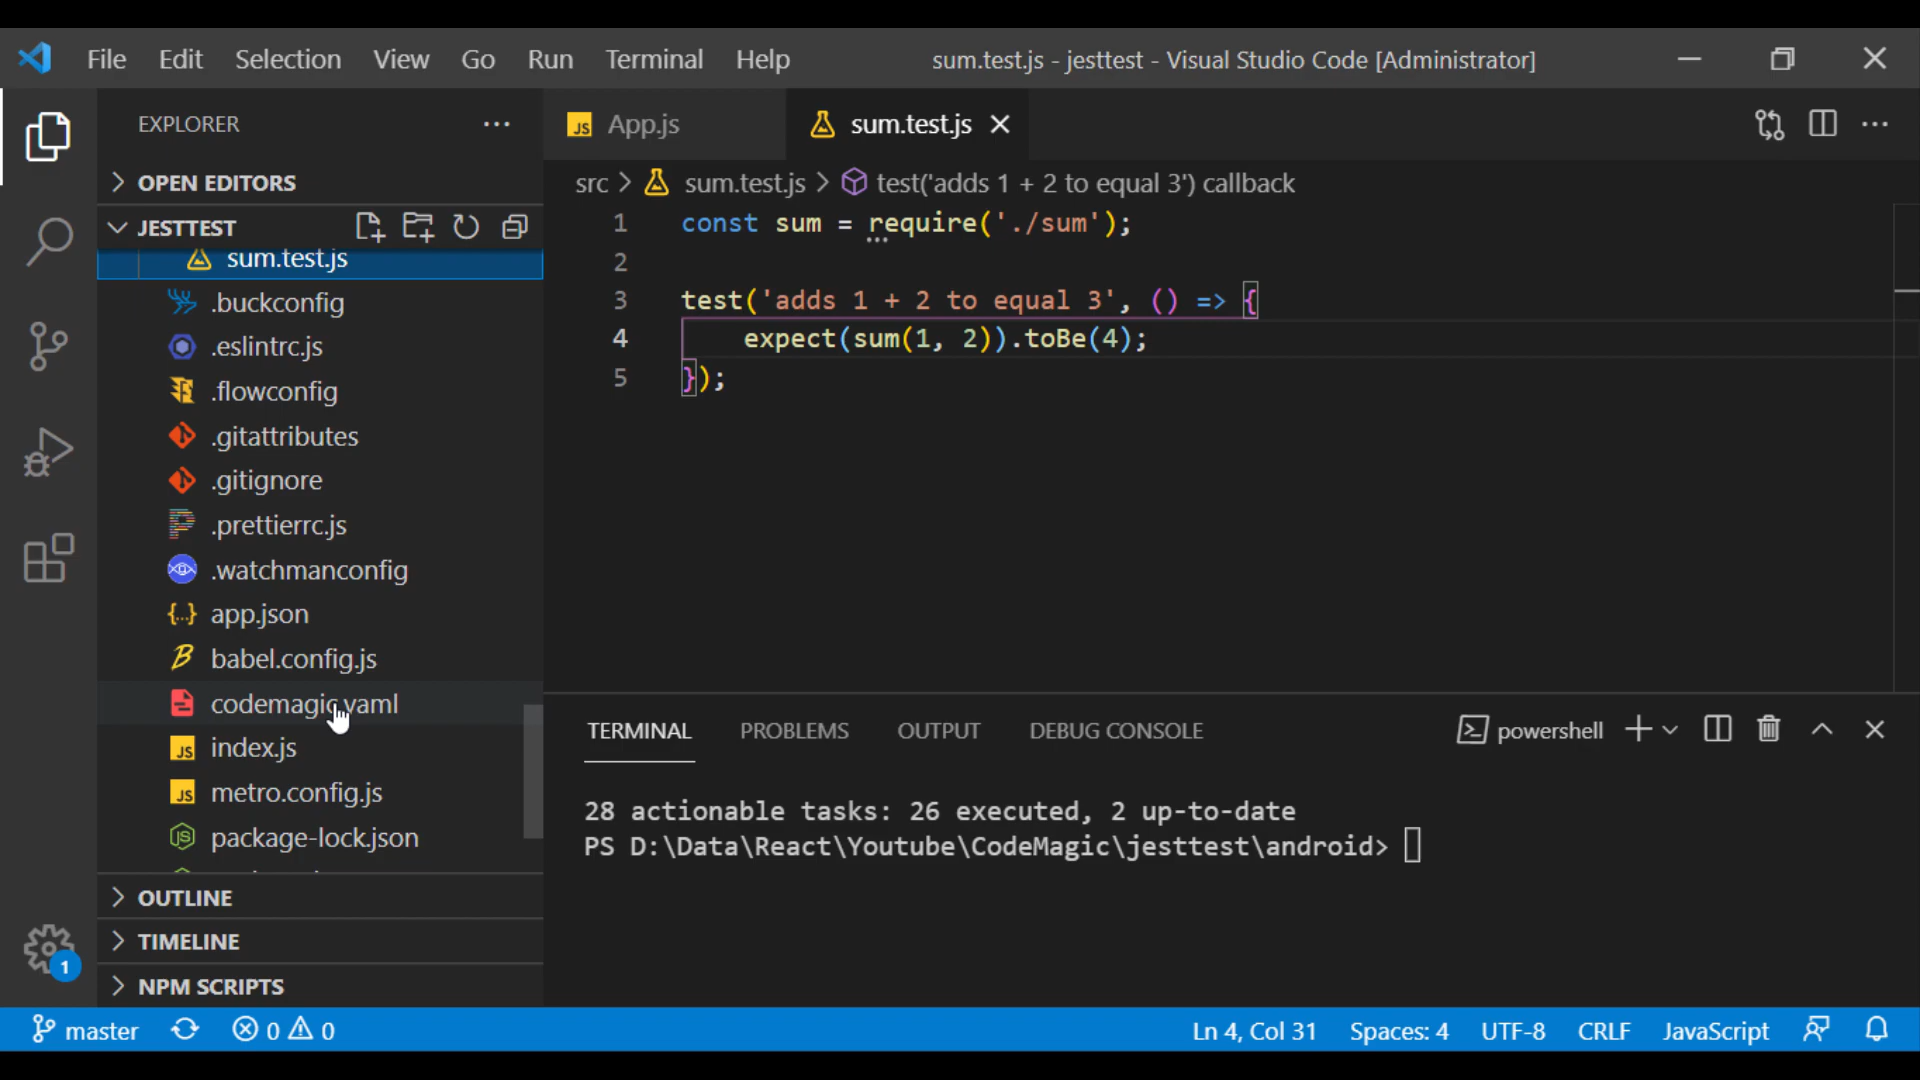 File Edit Selection View Go Run Terminal Help sum.test.js - jesttest - Visual Studio Code [Administrator]
EXPLORER
OPEN EDITORS
JESTTEST
sum.test.js
.buckconfig
.eslintrc.js
.flowconfig
.gitattributes
.gitignore
.prettierrc.js
.watchmanconfig
app.json
babel.config.js
codemagic.yaml
index.js
metro.config.js
package-lock.json
OUTLINE
TIMELINE
NPM SCRIPTS
App.js sum.test.js
src > sum.test.js > test('adds 1 + 2 to equal 3') callback
1 const sum = require('./sum');
2
3 test('adds 1 + 2 to equal 3', () => {
4 expect(sum(1, 2)).toBe(4);
5 });
TERMINAL PROBLEMS OUTPUT DEBUG CONSOLE powershell
28 actionable tasks: 26 executed, 2 up-to-date
PS D:\Data\React\Youtube\CodeMagic\jesttest\android>
1
master 0 0 Ln 4, Col 31 Spaces: 4 UTF-8 CRLF JavaScript